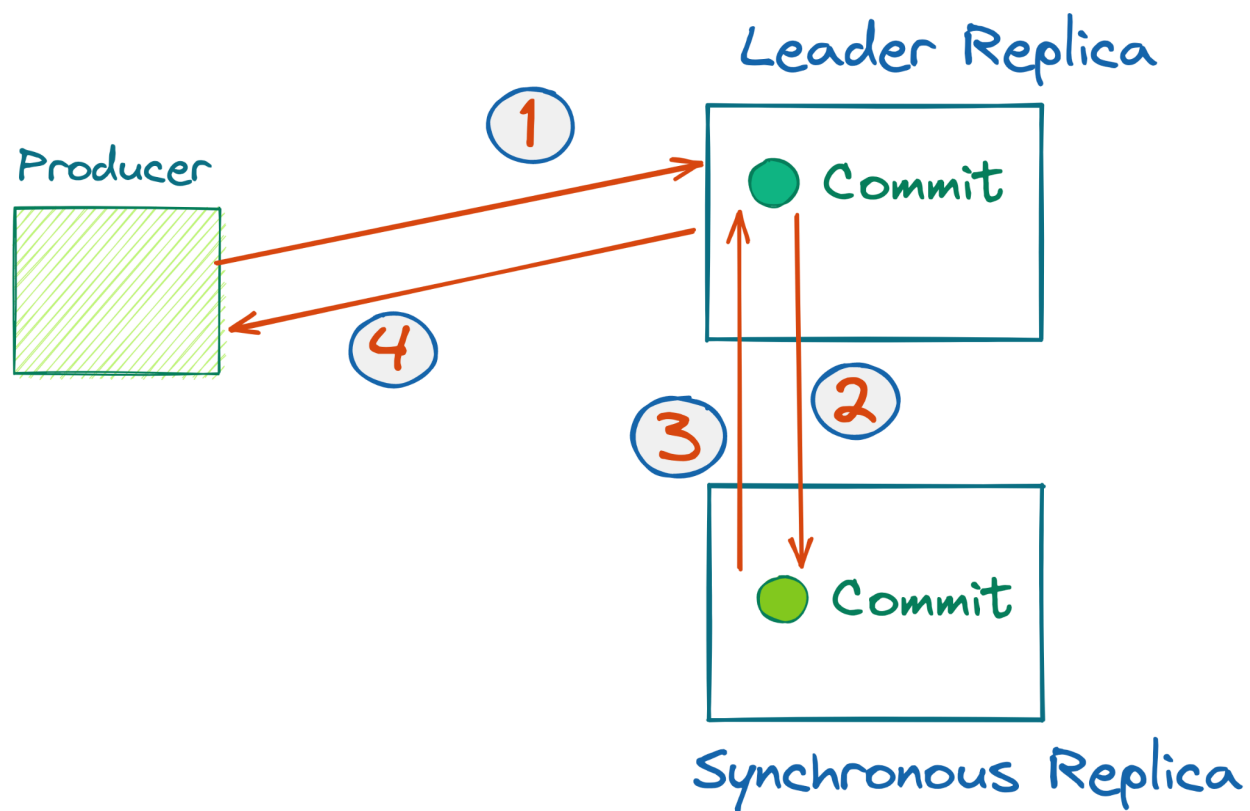 Leader Replica
1
Producer
Commit
4
2
3
Commit
Synchronous Replica